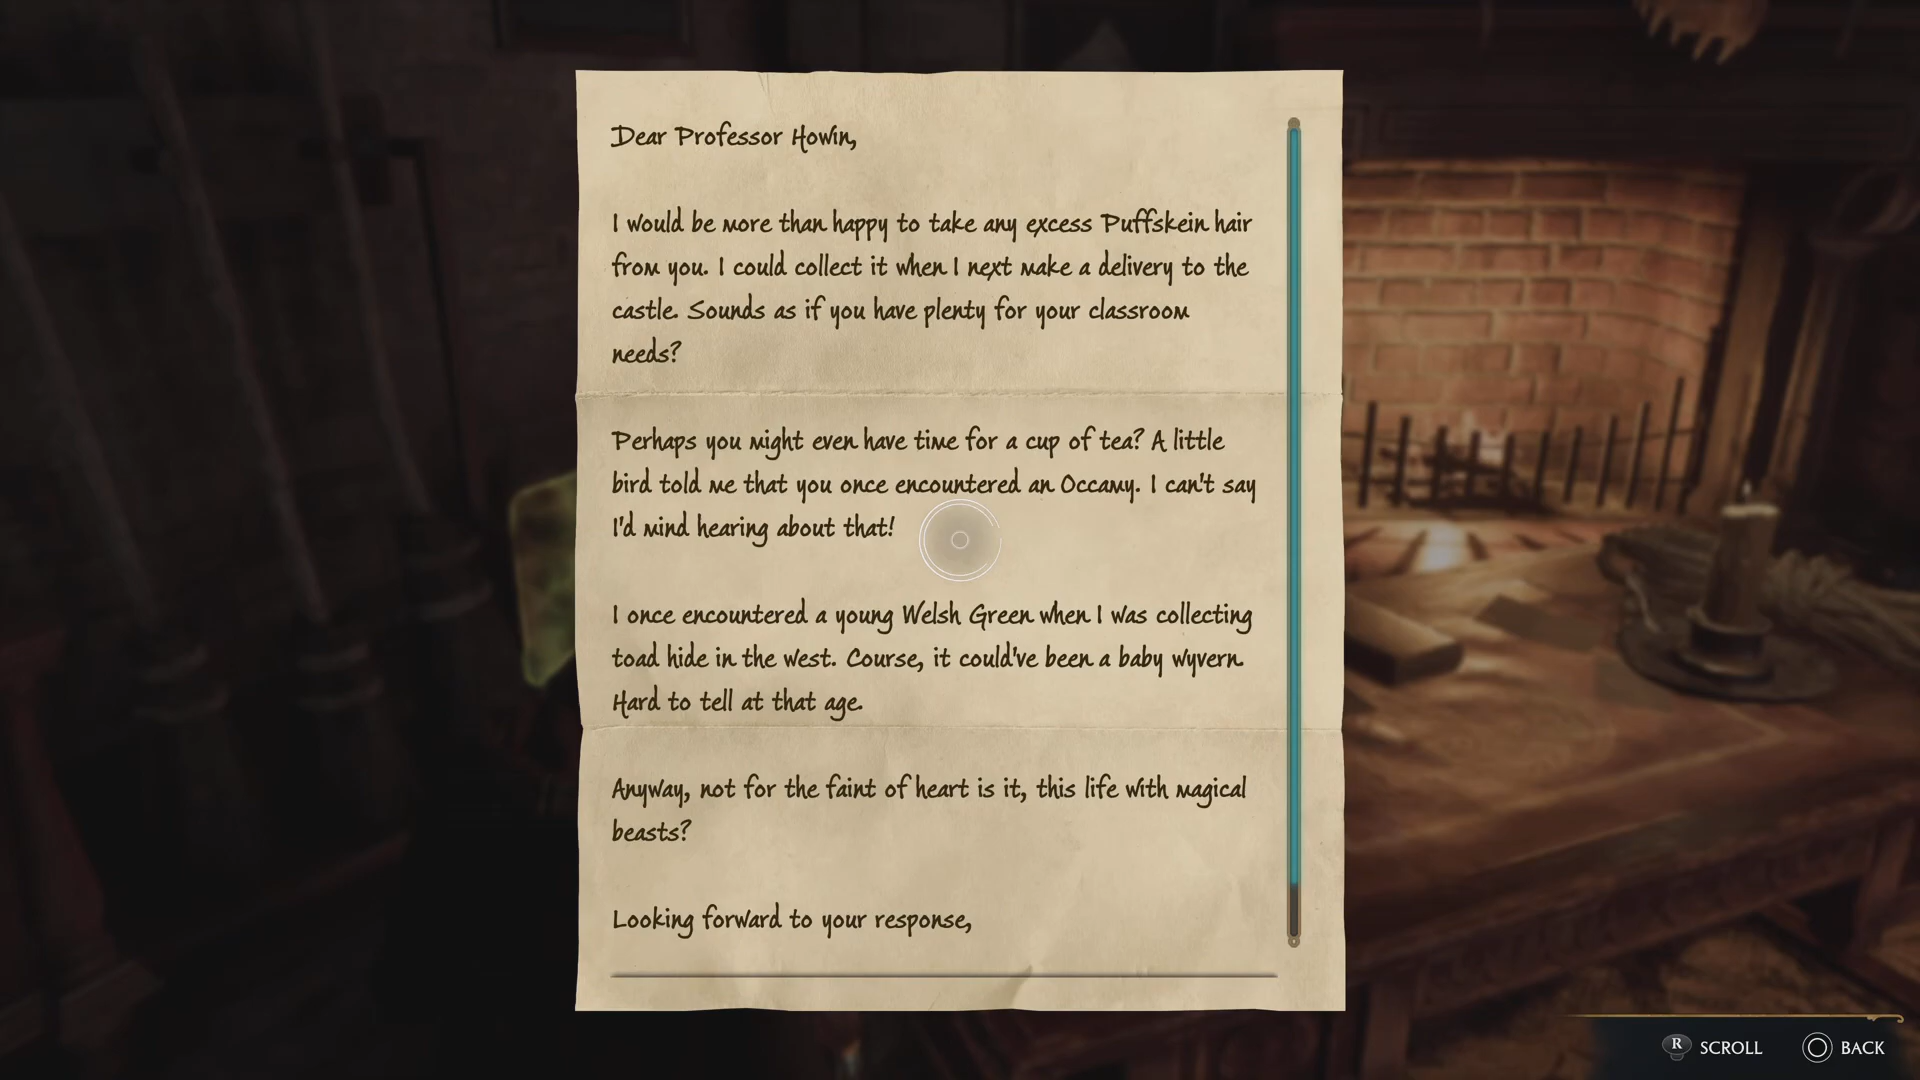 Dear Professor Howin,
I would be more than happy to take any excess Puffskein hair
from you. I could collect it when I next make a delivery to the
castle. Sounds as if you have plenty for your classroom
needs?
Perhaps you might even have time for a cup of tea? A little
bird told me that you once encountered an Occamy. I can't say
I'd mind hearing about that!
I once encountered a young Welsh Green when I was collecting
toad hide in the west. Course, it could've been a baby wyvern.
Hard to tell at that age.
Anyway, not for the faint of heart is it, this life with magical
beasts?
Looking forward to your response,
R SCROLL
BACK